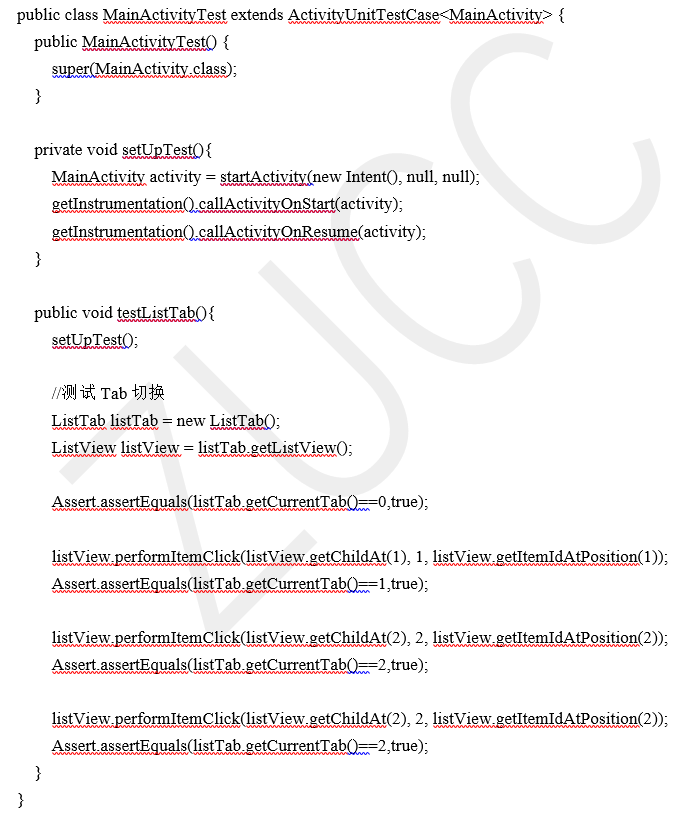 public class MainActivityTest extends ActivityUnitTestCase<MainActivity> {
public MainActivityTest() {
super(MainActivity.class);
}
private void setUpTest(){
MainActivity activity = startActivity(new Intent(), null, null);
getInstrumentation().callActivityOnStart(activity);
getInstrumentation().callActivityOnResume(activity);
}
public void testListTab(){
setUpTest();
//测试 Tab 切换
ListTab listTab = new ListTab();
ListView listView = listTab.getListView();
Assert.assertEquals(listTab.getCurrentTab()==0,true);
listView.performItemClick(listView.getChildAt(1), 1, listView.getItemIdAtPosition(1));
Assert.assertEquals(listTab.getCurrentTab()==1,true);
listView.performItemClick(listView.getChildAt(2), 2, listView.getItemIdAtPosition(2));
Assert.assertEquals(listTab.getCurrentTab()==2,true);
listView.performItemClick(listView.getChildAt(2), 2, listView.getItemIdAtPosition(2));
Assert.assertEquals(listTab.getCurrentTab()==2,true);
}
}
ZUCC